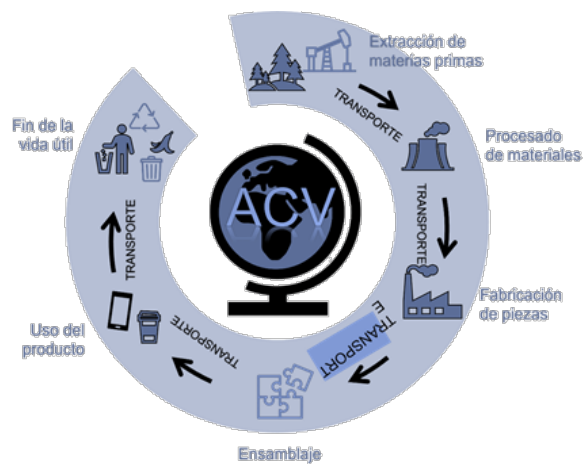 Extracción de
materias primas
TRANSPORTE
Procesado
de materiales
TRANSPORTE
Fabricación
de piezas
TRANSPORT
E
Ensamblaje
TRANSPORTE
Uso del
producto
TRANSPORTE
Fin de la
vida útil
ACV